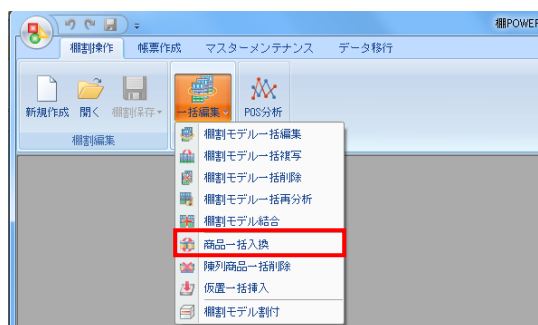 棚POWER
棚割操作 帳票作成 マスターメンテナンス データ移行
新規作成 開く 棚割保存 一括編集 POS分析
棚割編集
棚割モデル一括編集
棚割モデル一括複写
棚割モデル一括削除
棚割モデル一括再分析
棚割モデル結合
商品一括入換
陳列商品一括削除
仮置一括挿入
棚割モデル割付